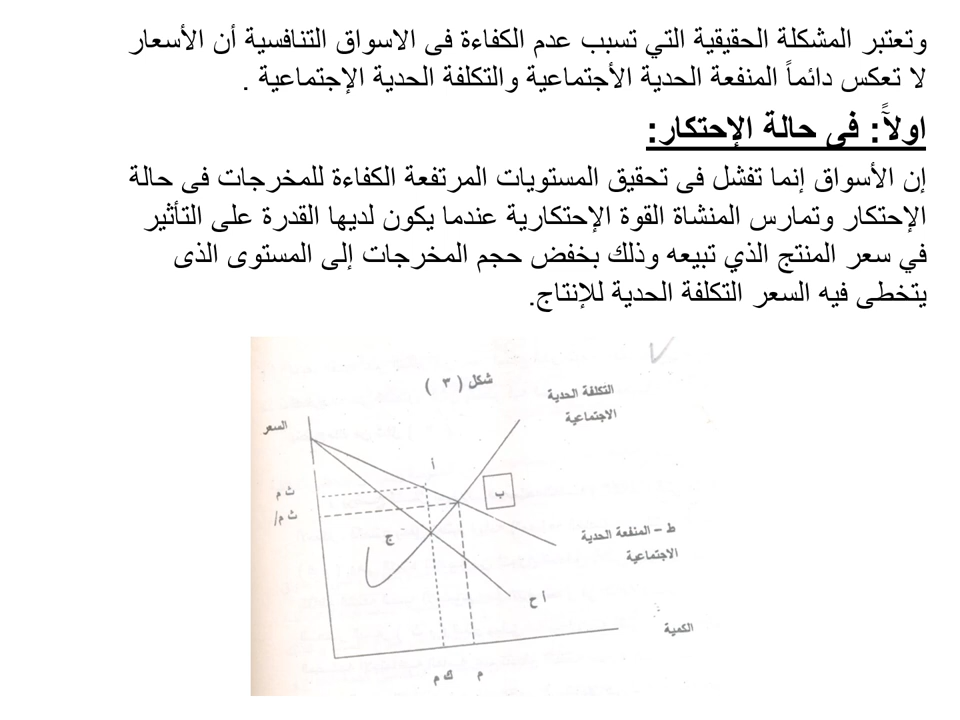 وتعتبر المشكلة الحقيقية التي تسبب عدم الكفاءة فى الاسواق التنافسية أن الأسعار
لا تعكس دائماً المنفعة الحدية الأجتماعية والتكلفة الحدية الإجتماعية .
اولاً: فى حالة الإحتكار:
إن الأسواق إنما تفشل فى تحقيق المستويات المرتفعة الكفاءة للمخرجات فى حالة
الإحتكار وتمارس المنشاة القوة الإحتكارية عندما يكون لديها القدرة على التأثير
في سعر المنتج الذي تبيعه وذلك بخفض حجم المخرجات إلى المستوى الذى
يتخطى فيه السعر التكلفة الحدية للإنتاج.
شكل ( ٣ )
التكلفة الحدية
الاجتماعية
السعر
أ
ث م
ث م/
ب
ج
ط – المنفعة الحدية
الاجتماعية
أ ح
الكمية
ك م
م